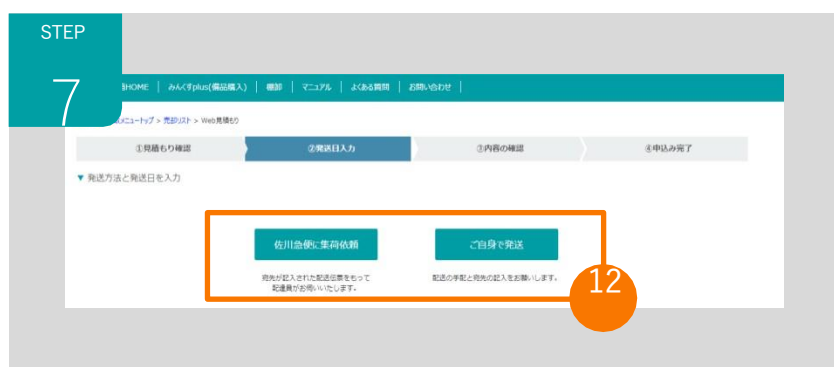 STEP
7
HOME | みんくすplus(備品購入) | 棚卸 | マニュアル | よくある質問 | お問い合わせ |
メニュートップ > 売却リスト > Web見積もり
①見積もり確認 ②発送日入力 ③内容の確認 ④申込み完了
▼ 発送方法と発送日を入力
佐川急便に集荷依頼 ご自身で発送
宛先が記入された配送伝票をもって 配送の手配と宛先の記入をお願いします。
配達員がお伺いいたします。
12